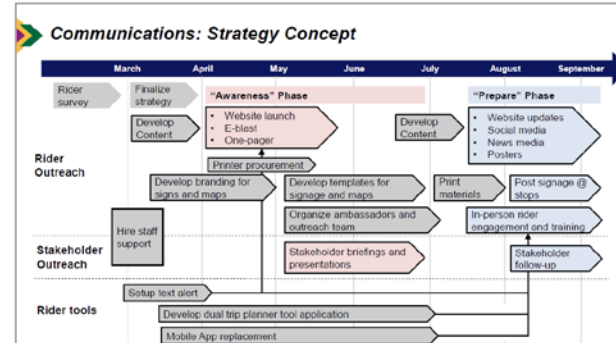 Communications: Strategy Concept
March April May June July August September
Rider
survey
Finalize
strategy
"Awareness" Phase
"Prepare" Phase
Develop
Content
• Website launch
• E-blast
• One-pager
Develop
Content
• Website updates
• Social media
• News media
• Posters
Rider
Outreach
Printer procurement
Develop branding for
signs and maps
Develop templates for
signage and maps
Print
materials
Post signage @
stops
Organize ambassadors and
outreach team
In-person rider
engagement and training
Hire staff
support
Stakeholder
Outreach
Stakeholder briefings and
presentations
Stakeholder
follow-up
Rider tools
Setup text alert
Develop dual trip planner tool application
Mobile App replacement